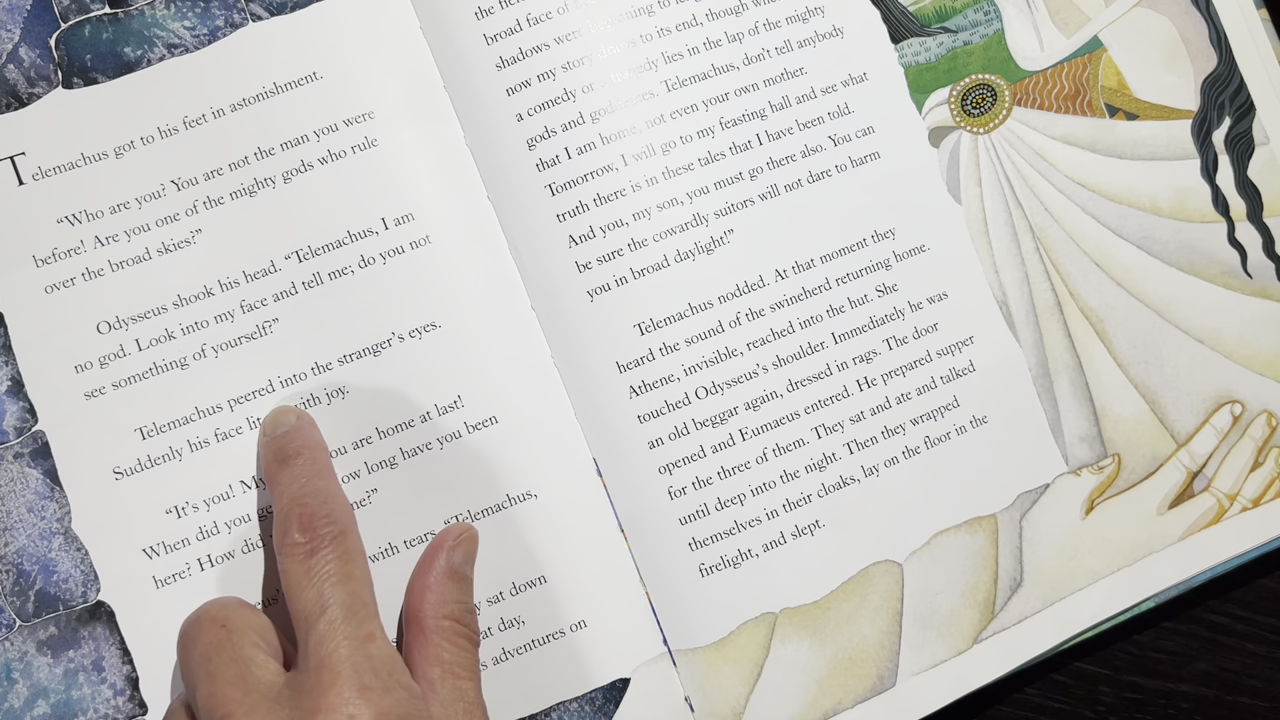 Telemachus got to his feet in astonishment.
“Who are you? You are not the man you were
before! Are you one of the mighty gods who rule
over the broad skies?”
Odysseus shook his head. “Telemachus, I am
no god. Look into my face and tell me; do you not
see something of yourself?”
Telemachus peered into the stranger’s eyes.
Suddenly his face with joy.
“It’s you! My you are home at last!
When did you how long have you been
here? How did
with tears. “Telemachus,
sat down
day,
adventures on
the
broad face of
shadows were to
now my story to its end, though
a comedy or tragedy lies in the lap of the mighty
gods and goddesses. Telemachus, don’t tell anybody
that I am home, not even your own mother.
Tomorrow, I will go to my feasting hall and see what
truth there is in these tales that I have been told.
And you, my son, you must go there also. You can
be sure the cowardly suitors will not dare to harm
you in broad daylight!”
Telemachus nodded. At that moment they
heard the sound of the swineherd returning home.
Athene, invisible, reached into the hut. She
touched Odysseus’s shoulder. Immediately he was
an old beggar again, dressed in rags. The door
opened and Eumaeus entered. He prepared supper
for the three of them. They sat and ate and talked
until deep into the night. Then they wrapped
themselves in their cloaks, lay on the floor in the
firelight, and slept.